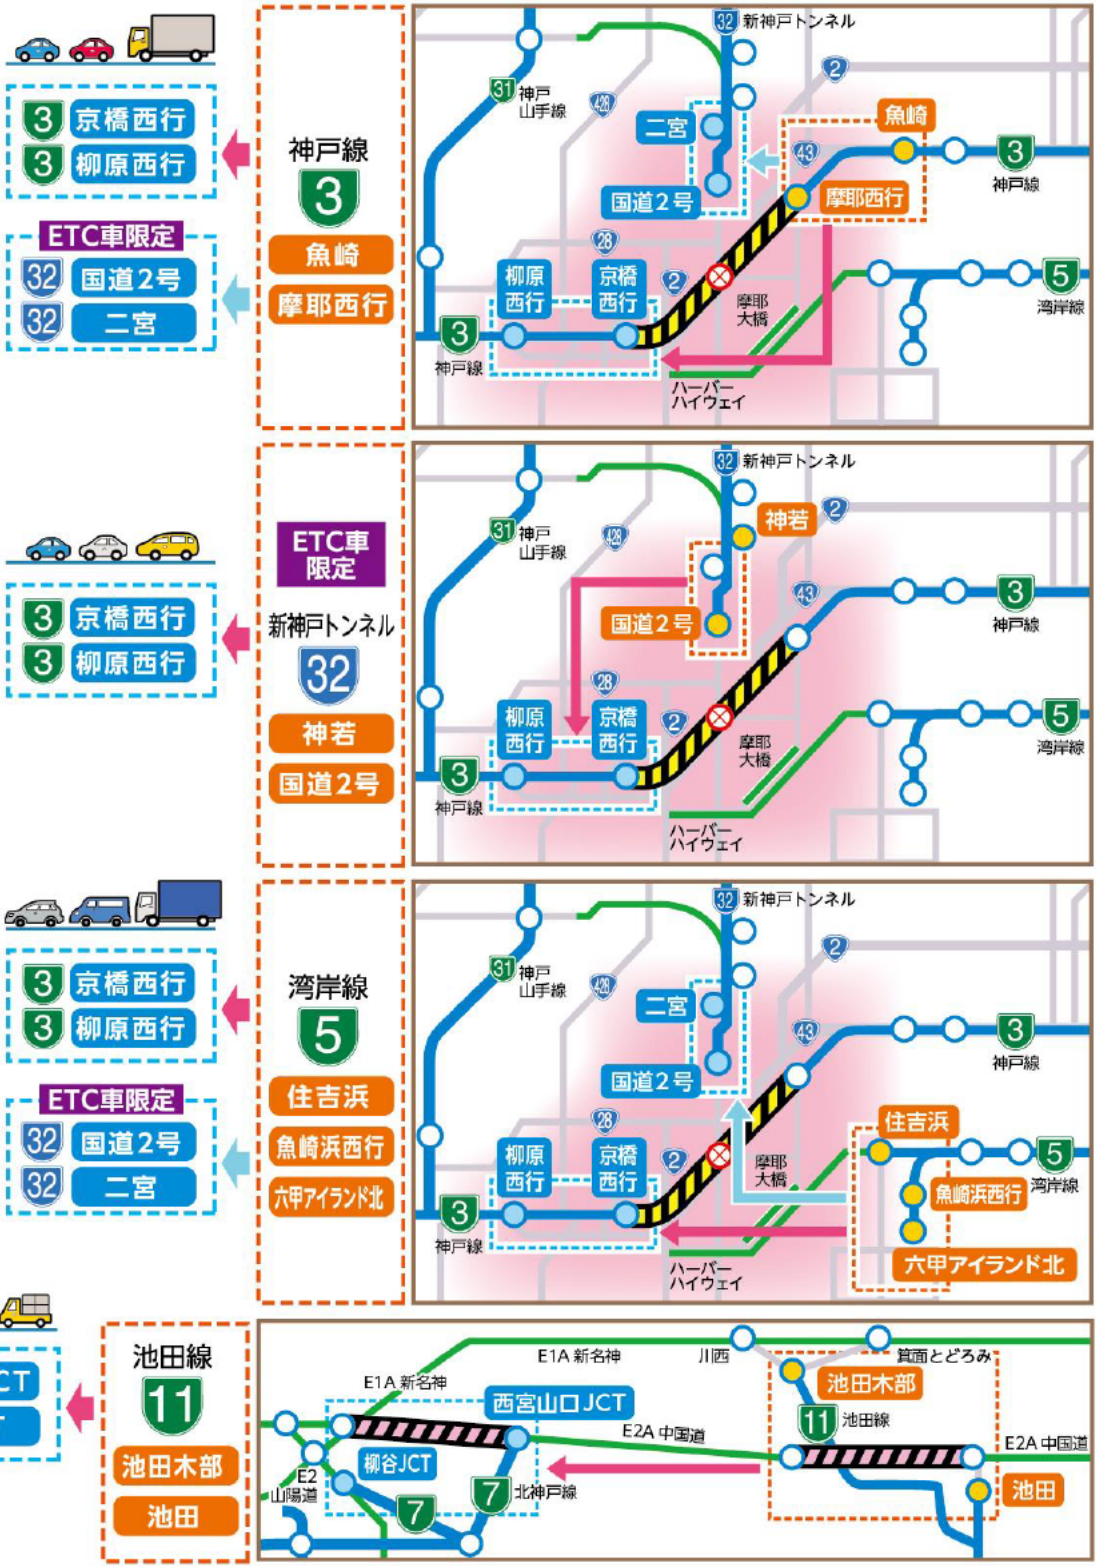 3 京橋西行
3 柳原西行
ETC車限定
32 国道2号
32 二宮
神戸線
3
魚崎
摩耶西行
32 新神戸トンネル
31 神戸
山手線
428
2
二宮
国道2号
43
魚崎
摩耶西行
3
神戸線
28
柳原
西行
京橋
西行
2
摩耶
大橋
5
湾岸線
3
神戸線
ハーバー
ハイウェイ
3 京橋西行
3 柳原西行
ETC車
限定
新神戸トンネル
32
神若
国道2号
32 新神戸トンネル
31 神戸
山手線
428
2
神若
国道2号
43
3
神戸線
28
柳原
西行
京橋
西行
2
摩耶
大橋
5
湾岸線
3
神戸線
ハーバー
ハイウェイ
3 京橋西行
3 柳原西行
ETC車限定
32 国道2号
32 二宮
湾岸線
5
住吉浜
魚崎浜西行
六甲アイランド北
32 新神戸トンネル
31 神戸
山手線
428
2
二宮
国道2号
43
3
神戸線
28
柳原
西行
京橋
西行
2
摩耶
大橋
住吉浜
5
湾岸線
魚崎浜西行
六甲アイランド北
3
神戸線
ハーバー
ハイウェイ
CT
池田線
11
池田木部
池田
E1A 新名神
川西
箕面とどろみ
E1A 新名神
池田木部
西宮山口JCT
11 池田線
E2A 中国道
E2A 中国道
柳谷JCT
E2
山陽道
7
7 北神戸線
池田